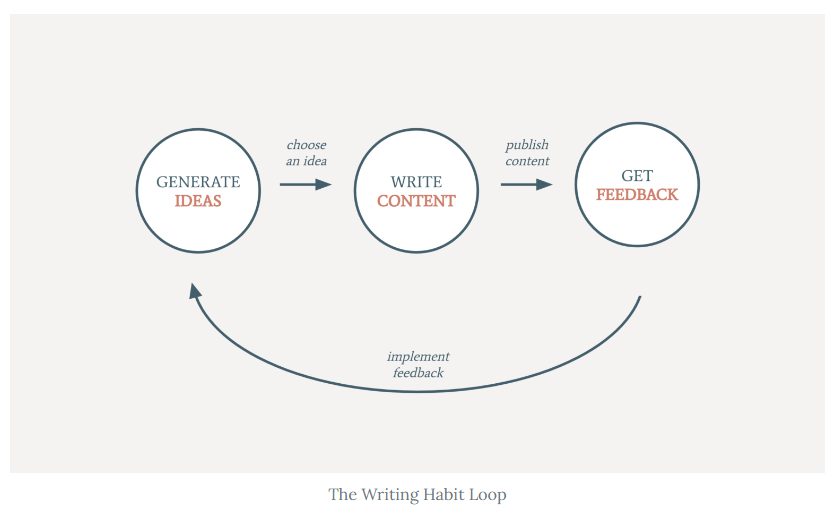 choose
an idea
publish
content
GENERATE
IDEAS
WRITE
CONTENT
GET
FEEDBACK
implement
feedback
The Writing Habit Loop